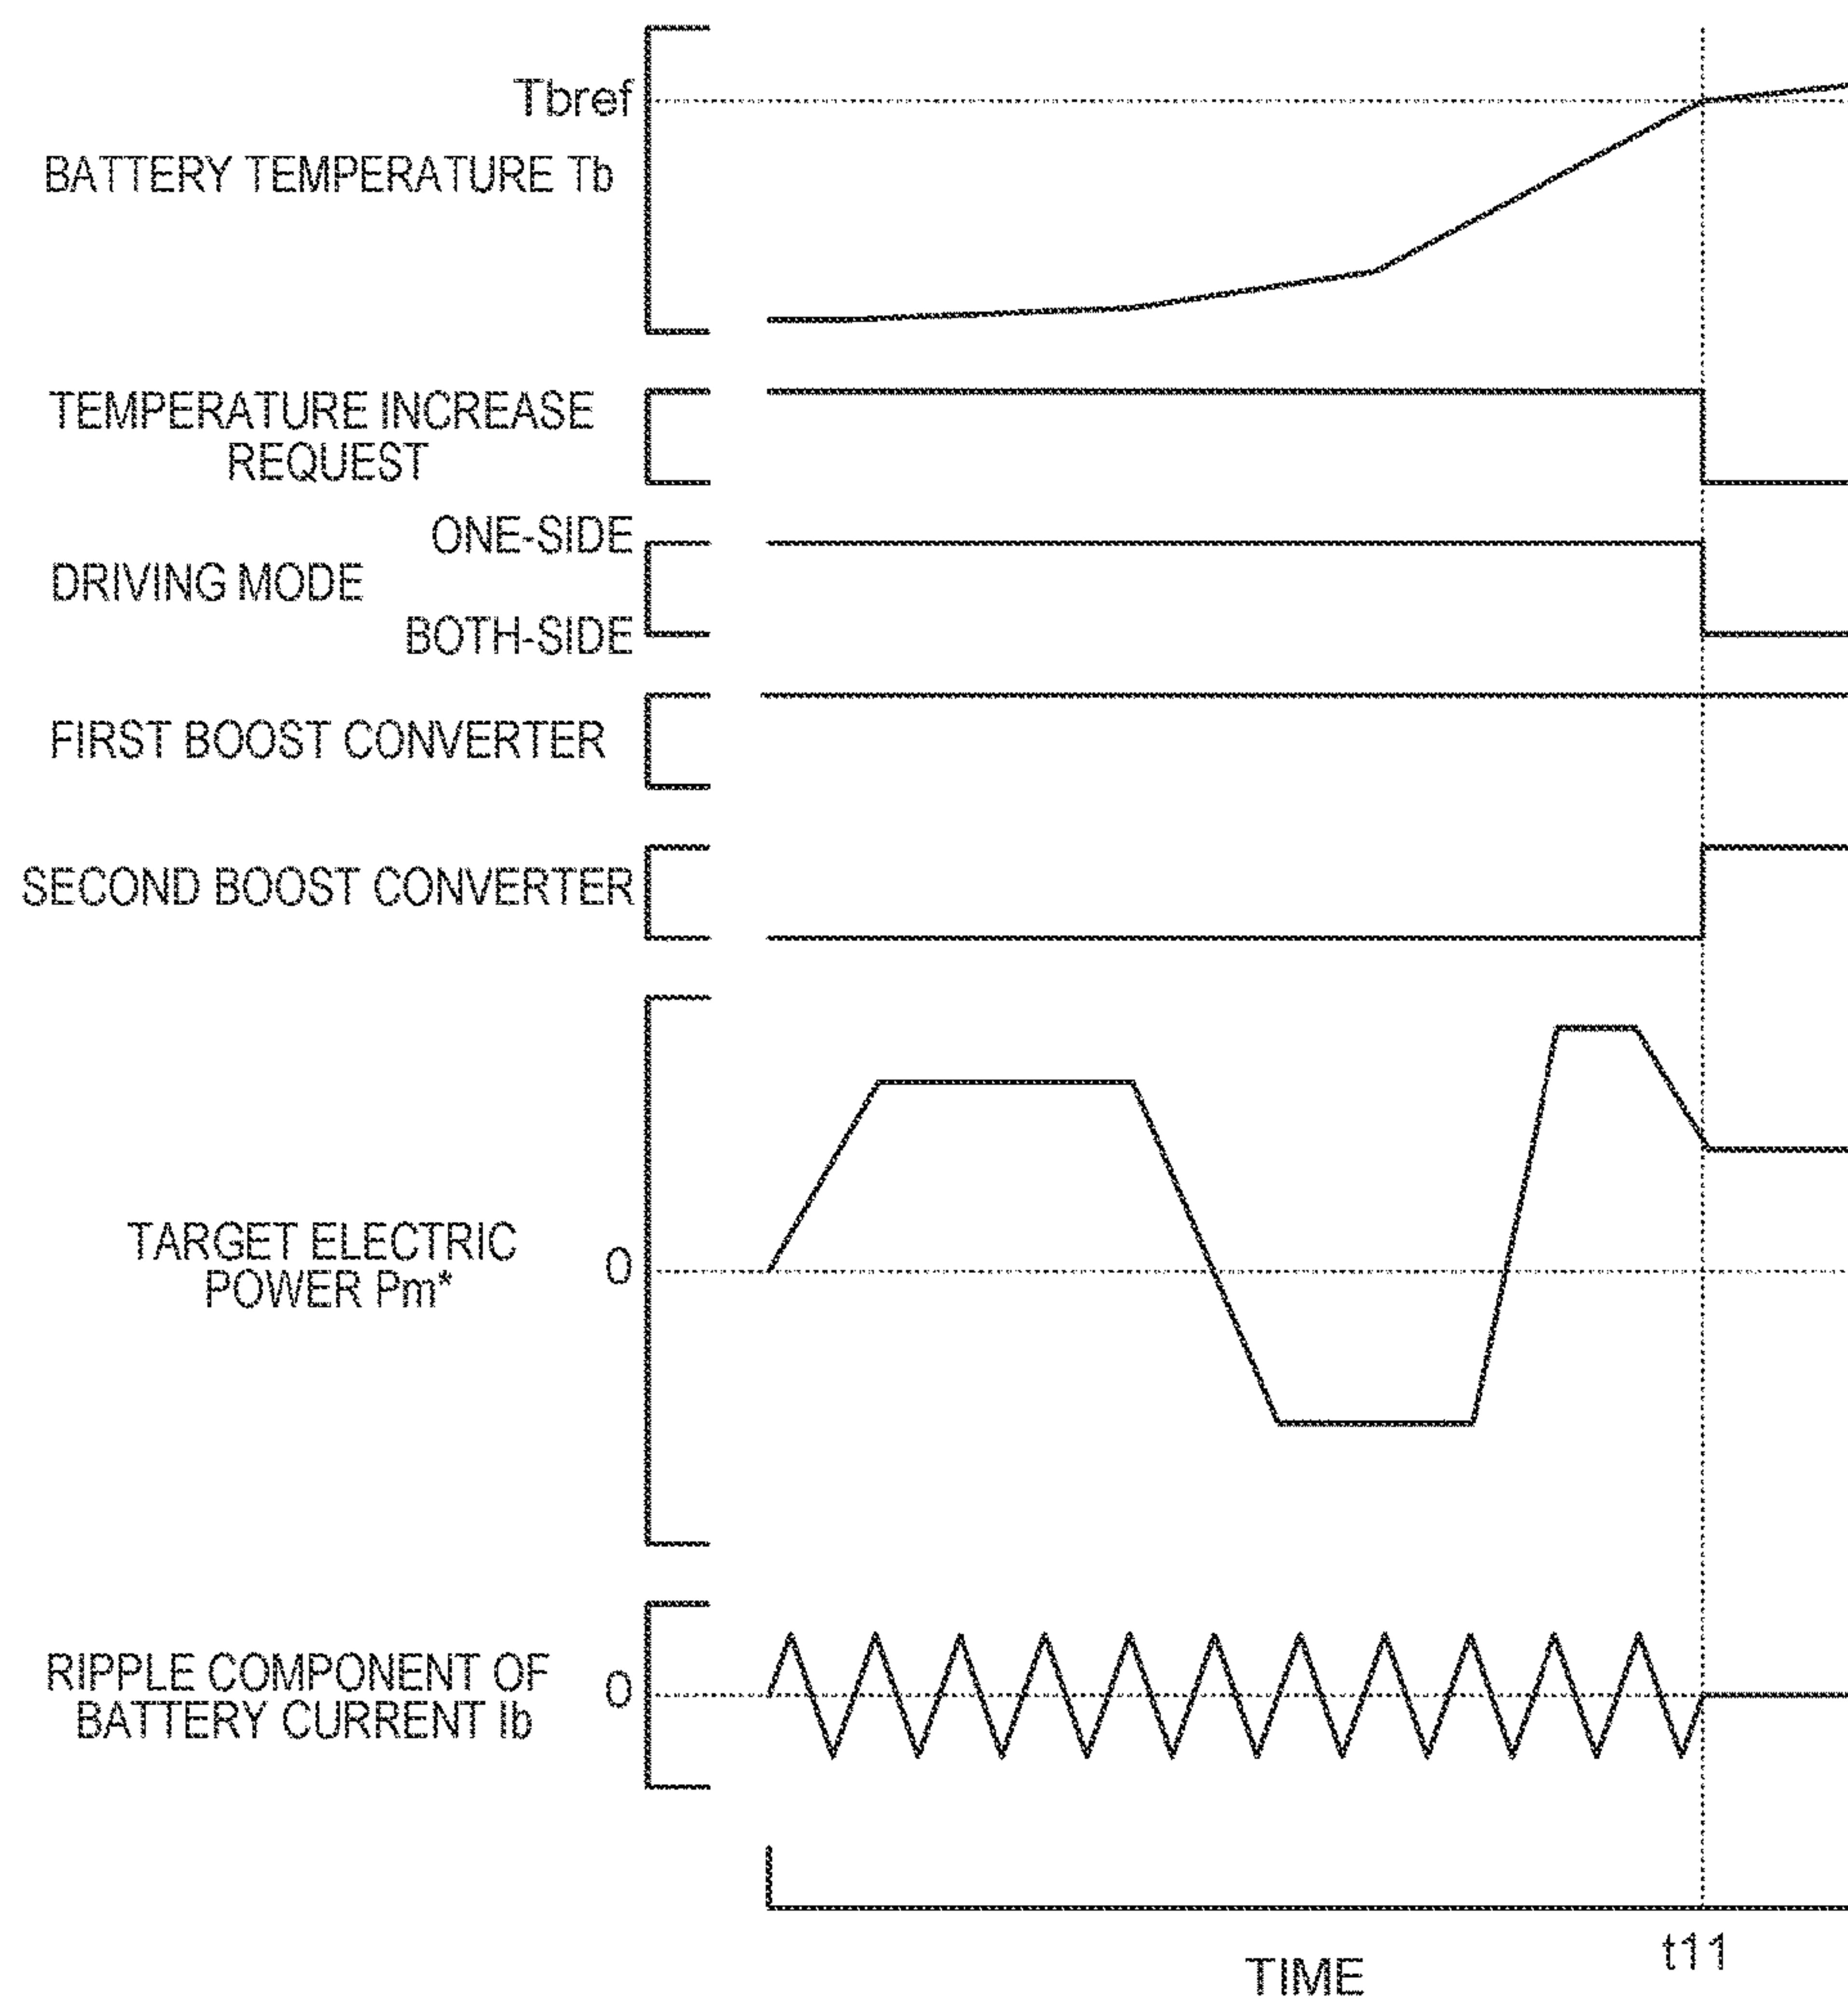 Tbref
BATTERY TEMPERATURE Tb
TEMPERATURE INCREASE
REQUEST
ONE-SIDE
DRIVING MODE
BOTH-SIDE
FIRST BOOST CONVERTER
SECOND BOOST CONVERTER
TARGET ELECTRIC
POWER Pm*
0
RIPPLE COMPONENT OF
BATTERY CURRENT Ib
0
t11
TIME